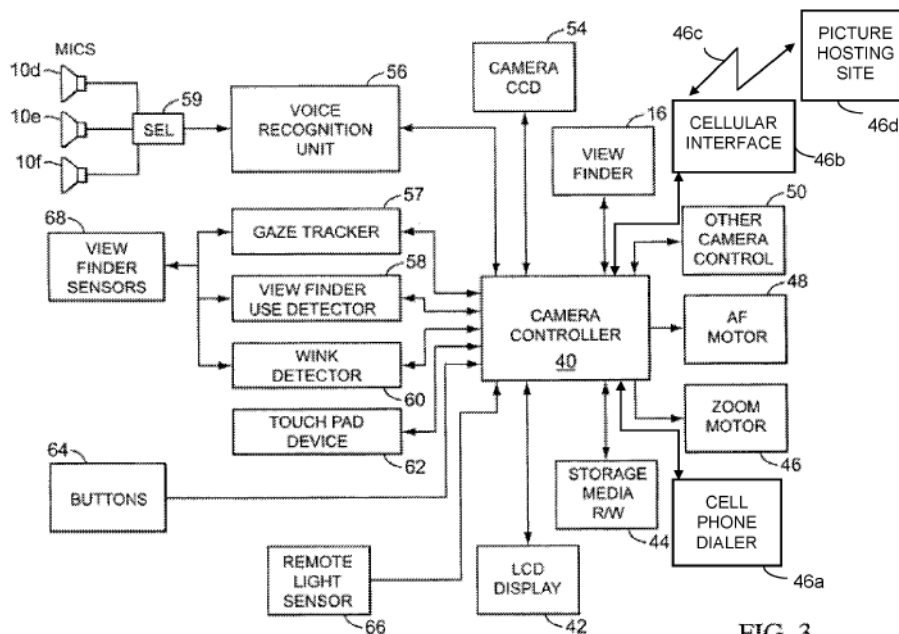 MICS
10d
10e
10f
59
SEL
56
VOICE
RECOGNITION
UNIT
54
CAMERA
CCD
16
VIEW
FINDER
46c
PICTURE
HOSTING
SITE
46d
CELLULAR
INTERFACE
46b
68
VIEW
FINDER
SENSORS
57
GAZE TRACKER
58
VIEW FINDER
USE DETECTOR
WINK
DETECTOR
60
TOUCH PAD
DEVICE
62
CAMERA
CONTROLLER
40
50
OTHER
CAMERA
CONTROL
48
AF
MOTOR
ZOOM
MOTOR
46
64
BUTTONS
REMOTE
LIGHT
SENSOR
66
LCD
DISPLAY
42
STORAGE
MEDIA
R/W
44
CELL
PHONE
DIALER
46a
FIG. 3